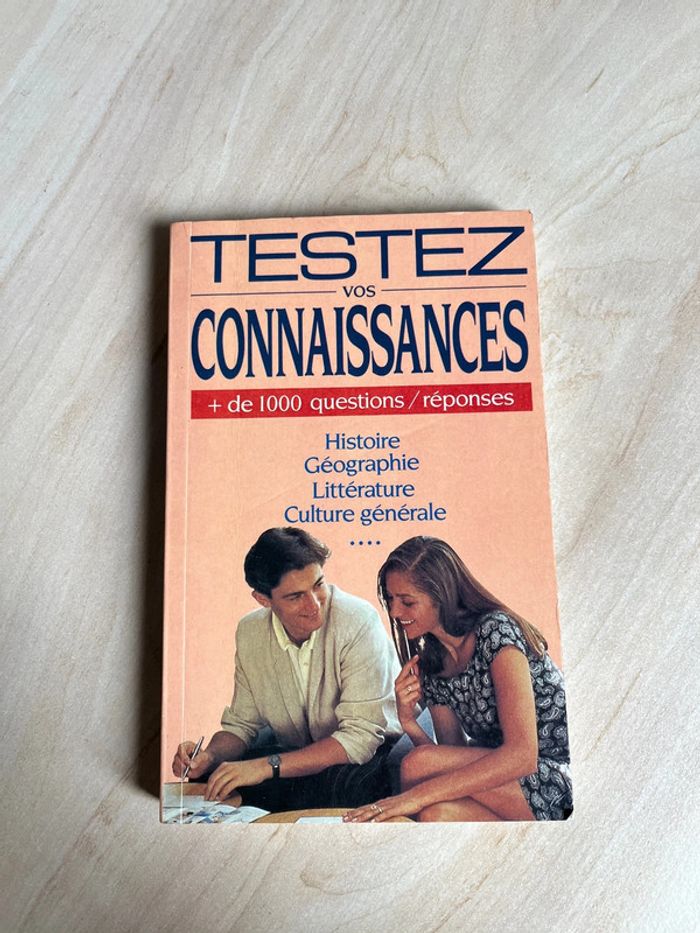 TESTEZ
VOS
CONNAISSANCES
+ de 1000 questions/réponses
Histoire
Géographie
Littérature
Culture générale
....